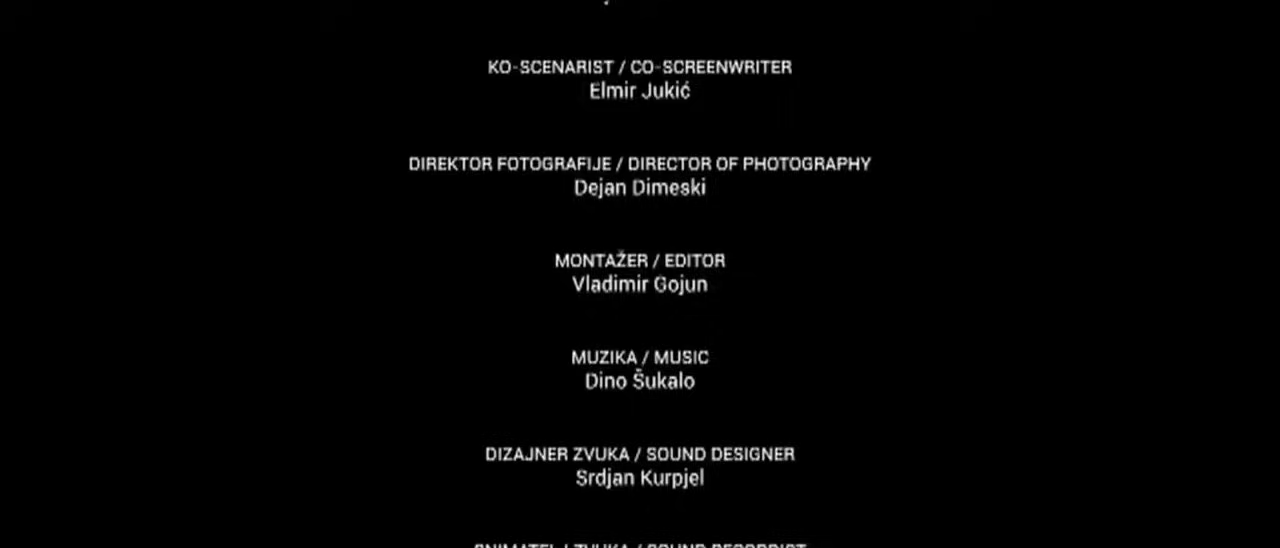 KO-SCENARIST / CO-SCREENWRITER
Elmir Jukić
DIREKTOR FOTOGRAFIJE / DIRECTOR OF PHOTOGRAPHY
Dejan Dimeski
MONTAŽER / EDITOR
Vladimir Gojun
MUZIKA / MUSIC
Dino Šukalo
DIZAJNER ZVUKA / SOUND DESIGNER
Srdjan Kurpjel